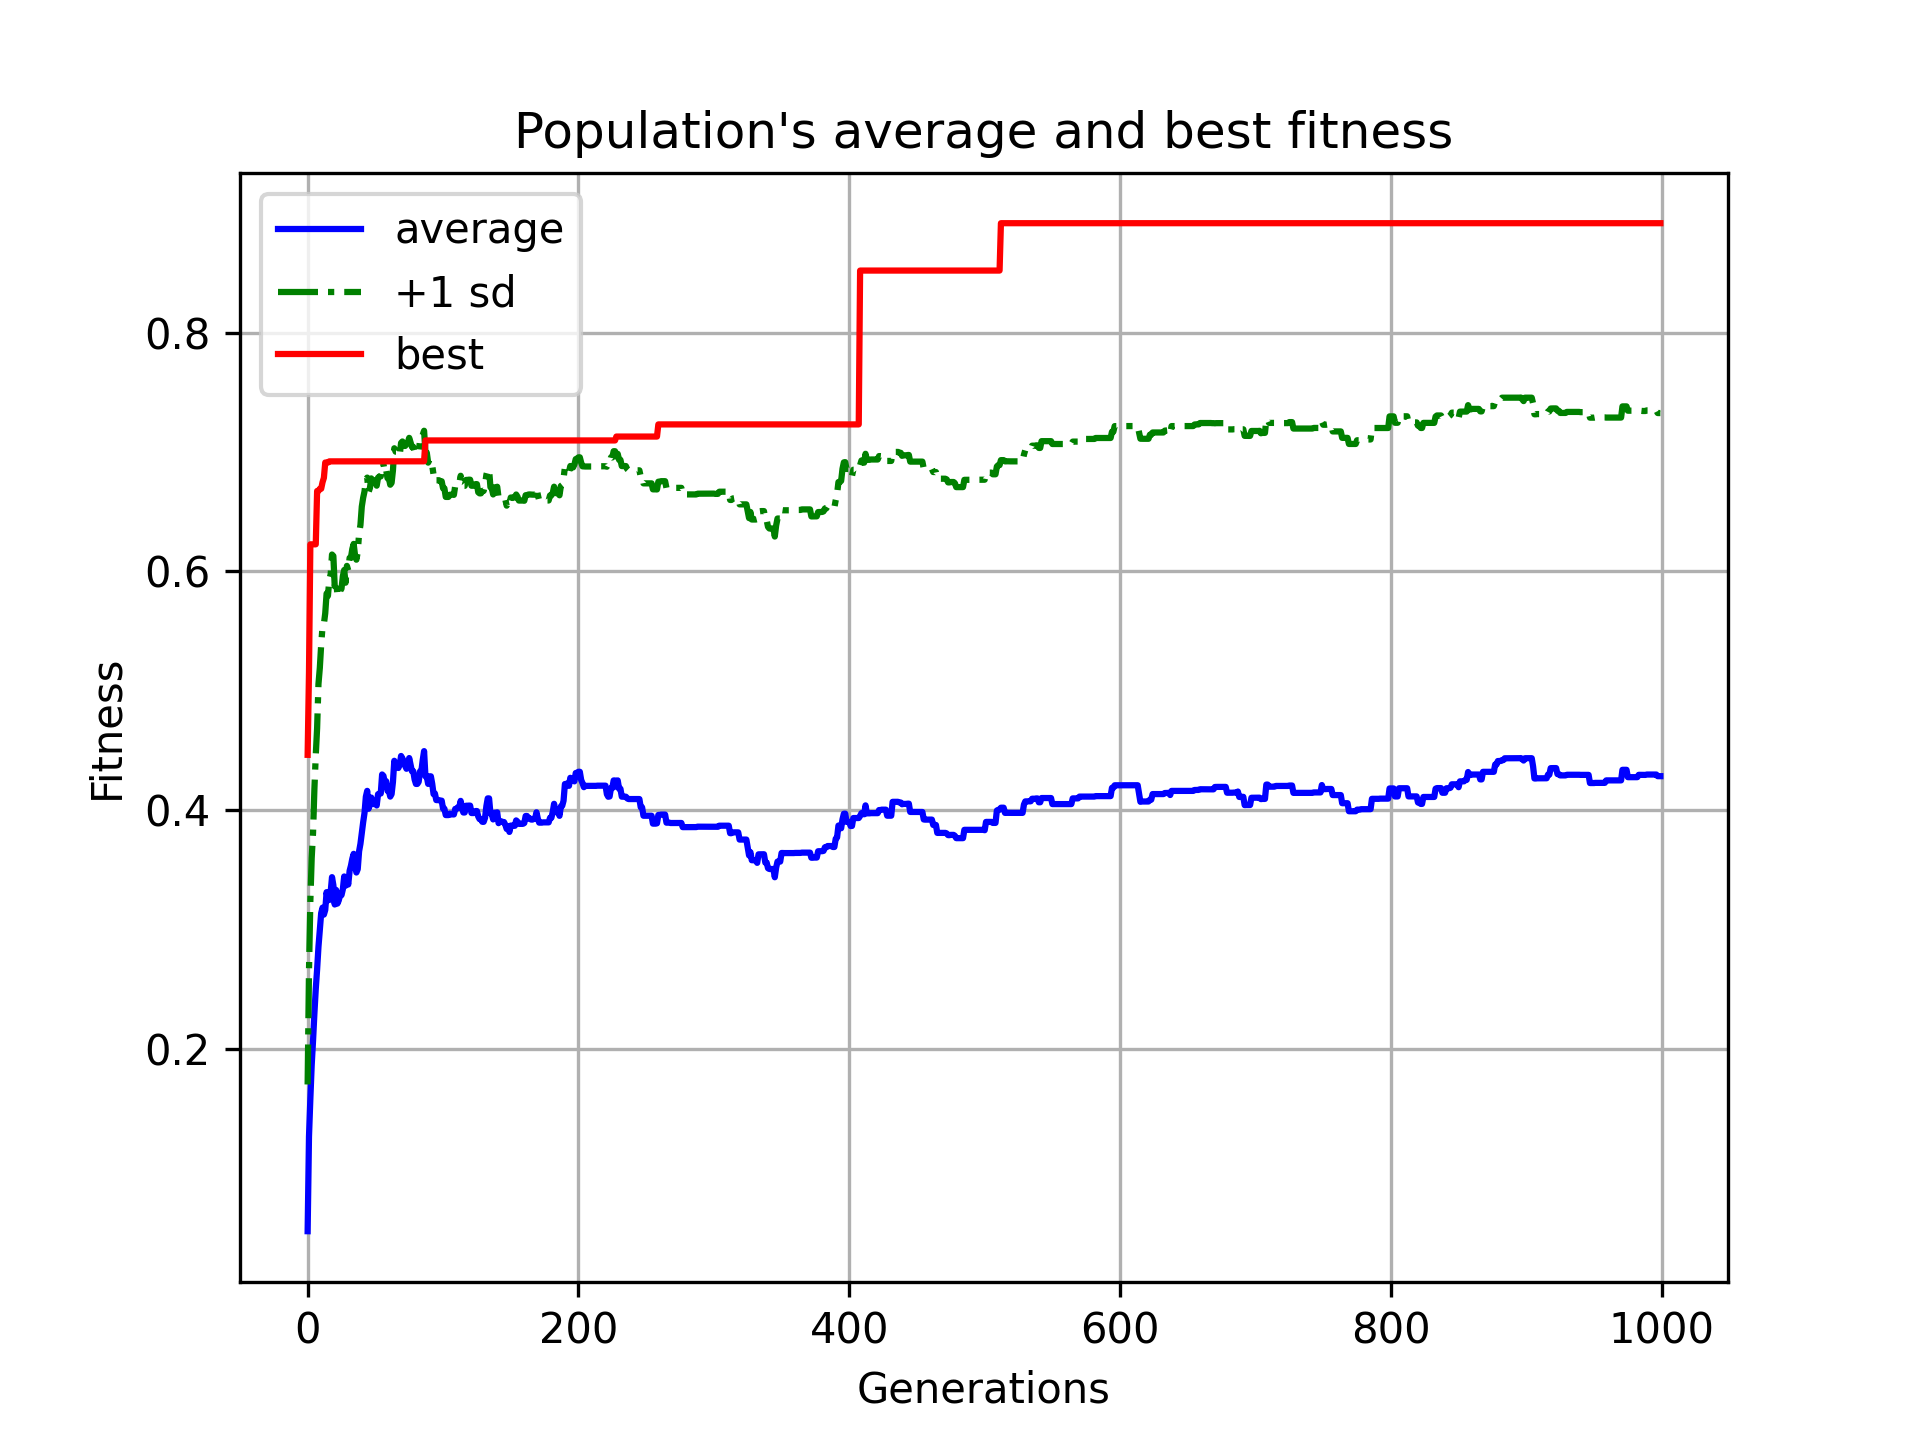 Population's average and best fitness
average
+1 sd
best
0.8
0.6
0.4
0.2
Fitness
0 200 400 600 800 1000
Generations